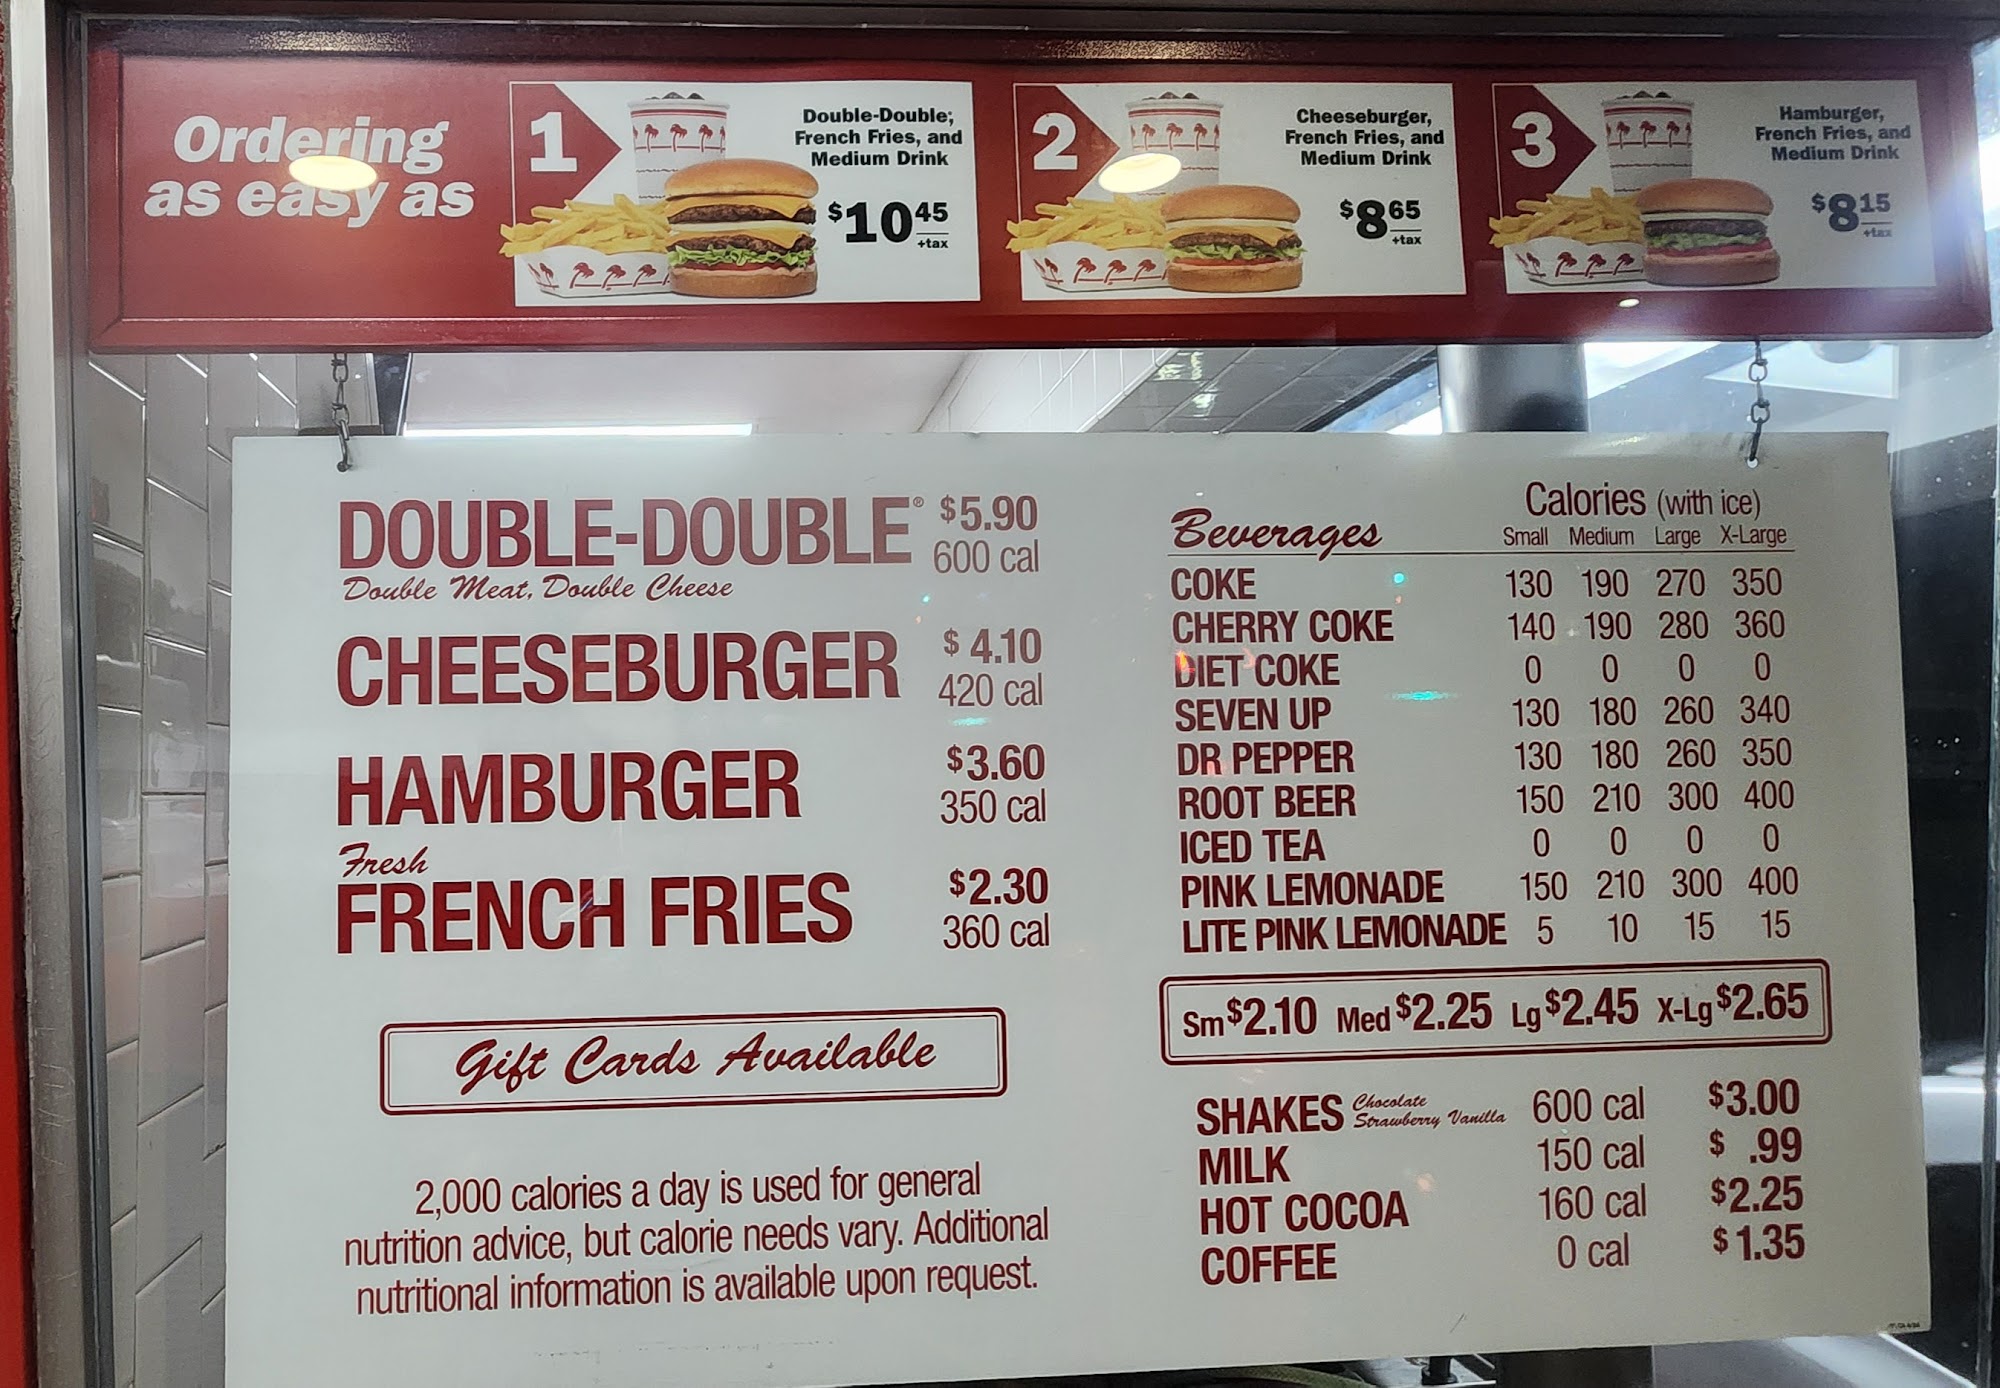 Ordering
as easy as
1
Double-Double,
French Fries, and
Medium Drink
$10 45
+tax
2
Cheeseburger,
French Fries, and
Medium Drink
$8 65
+tax
3
Hamburger,
French Fries, and
Medium Drink
$8 15
+tax
DOUBLE-DOUBLE® $5.90
Double Meat, Double Cheese 600 cal
CHEESEBURGER $4.10
420 cal
HAMBURGER $3.60
350 cal
Fresh
FRENCH FRIES $2.30
360 cal
Gift Cards Available
2,000 calories a day is used for general
nutrition advice, but calorie needs vary. Additional
nutritional information is available upon request.
Calories (with ice)
Beverages Small Medium Large X-Large
COKE 130 190 270 350
CHERRY COKE 140 190 280 360
DIET COKE 0 0 0 0
SEVEN UP 130 180 260 340
DR PEPPER 130 180 260 350
ROOT BEER 150 210 300 400
ICED TEA 0 0 0 0
PINK LEMONADE 150 210 300 400
LITE PINK LEMONADE 5 10 15 15
Sm $2.10 Med $2.25 Lg $2.45 X-Lg $2.65
SHAKES Chocolate Strawberry Vanilla 600 cal $3.00
MILK 150 cal $ .99
HOT COCOA 160 cal $2.25
COFFEE 0 cal $1.35